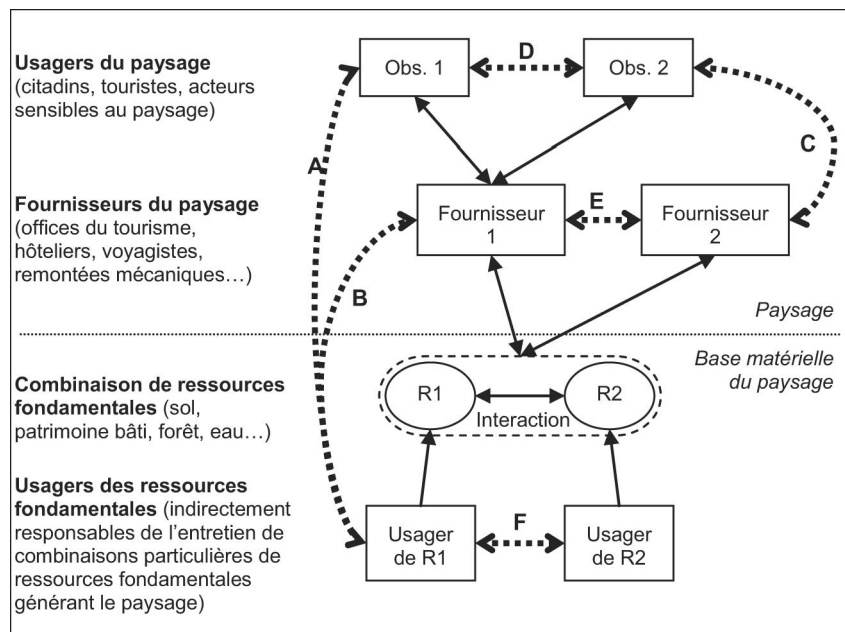 Usagers du paysage
(citadins, touristes, acteurs
sensibles au paysage)
Obs. 1
D
Obs. 2
A
C
Fournisseurs du paysage
(offices du tourisme,
hôteliers, voyagistes,
remontées mécaniques…)
Fournisseur
1
E
Fournisseur
2
B
Paysage
Base matérielle
du paysage
Combinaison de ressources
fondamentales (sol,
patrimoine bâti, forêt, eau…)
R1
R2
Interaction
Usagers des ressources
fondamentales (indirectement
responsables de l’entretien de
combinaisons particulières de
ressources fondamentales
générant le paysage)
Usager
de R1
F
Usager
de R2